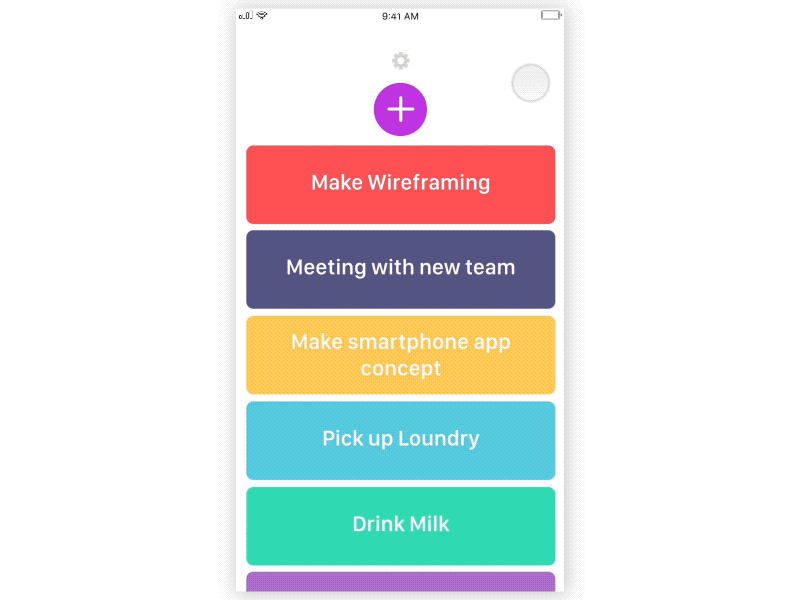 9:41 AM
Make Wireframing
Meeting with new team
Make smartphone app
concept
Pick up Loundry
Drink Milk